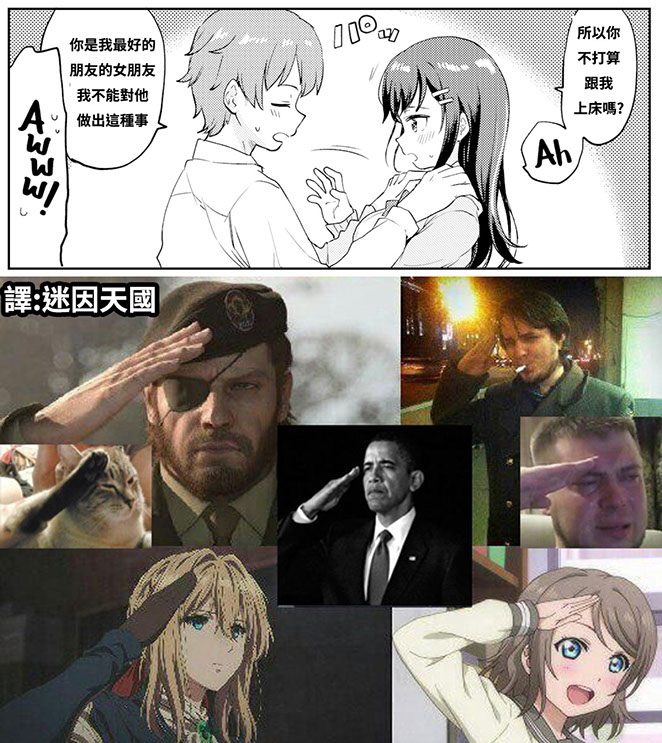 所以你
不打算
跟我
上床嗎?
Ah
你是我最好的
朋友的女朋友
我不能對他
做出這種事
AWWW!
譯:迷因天國